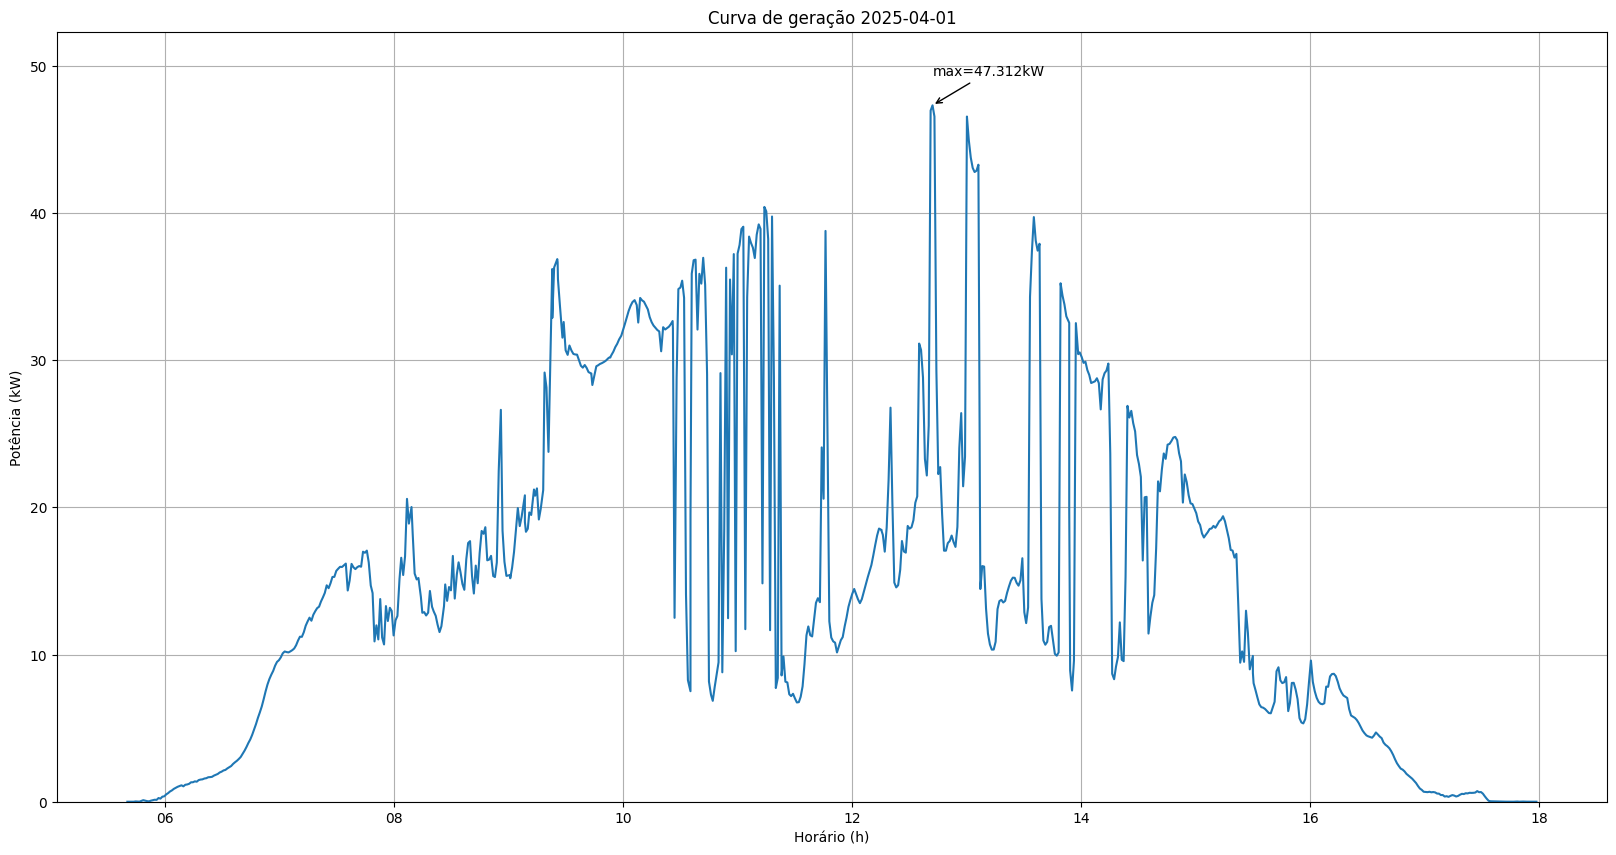 Curva de geração 2025-04-01
max=47.312kW
Potência (kW)
50
40
30
20
10
0
06 08 10 12 14 16 18
Horário (h)